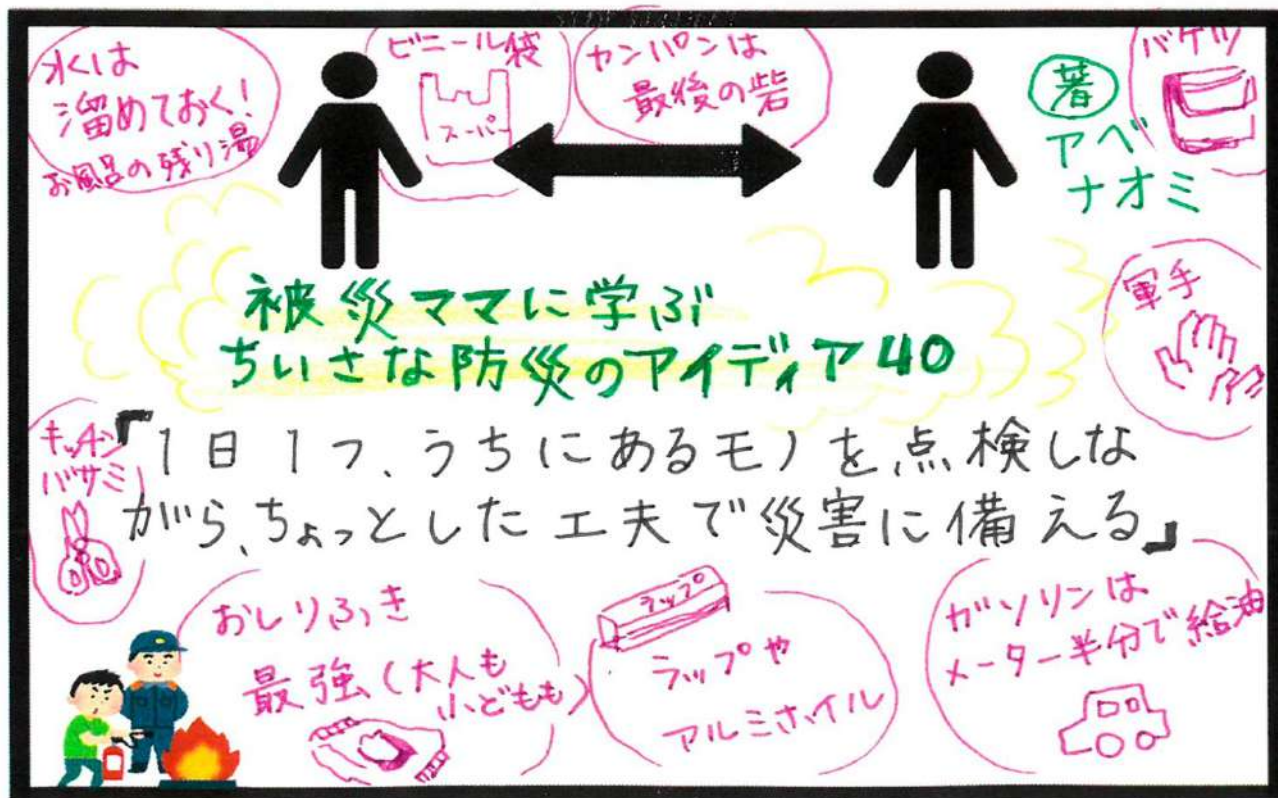 水は
溜めておく!
お風呂の残り湯
ビニール袋
スーパー
カンパンは
最後の砦
著
アベ
ナオミ
バケツ
被災ママに学ぶ
ちいさな防災のアイディア40
軍手
キッチン
バサミ
『1日1つ、うちにあるモノを点検しな
がら、ちょっとした工夫で災害に備える』
おしりふき
最強(大人も
小どもも)
ラップ
ラップや
アルミホイル
ガソリンは
メーター半分で給油